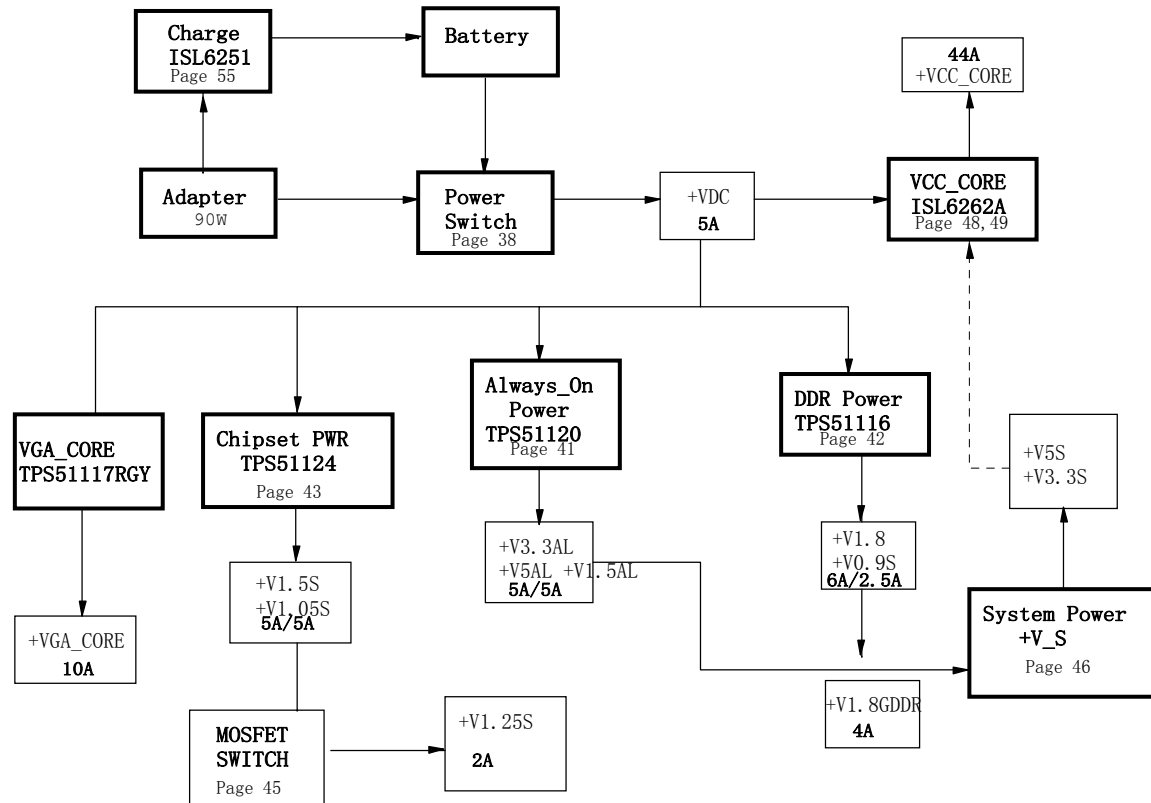 Charge
ISL6251
Page 55
Battery
44A
+VCC_CORE
Adapter
90W
Power
Switch
Page 38
+VDC
5A
VCC_CORE
ISL6262A
Page 48,49
VGA_CORE
TPS51117RGY
Chipset PWR
TPS51124
Page 43
Always_On
Power
TPS51120
Page 41
DDR Power
TPS51116
Page 42
+V5S
+V3.3S
+V1.5S
+V1.05S
5A/5A
+V3.3AL
+V5AL +V1.5AL
5A/5A
+V1.8
+V0.9S
6A/2.5A
+VGA_CORE
10A
System Power
+V_S
Page 46
MOSFET
SWITCH
Page 45
+V1.25S
2A
+V1.8GDDR
4A